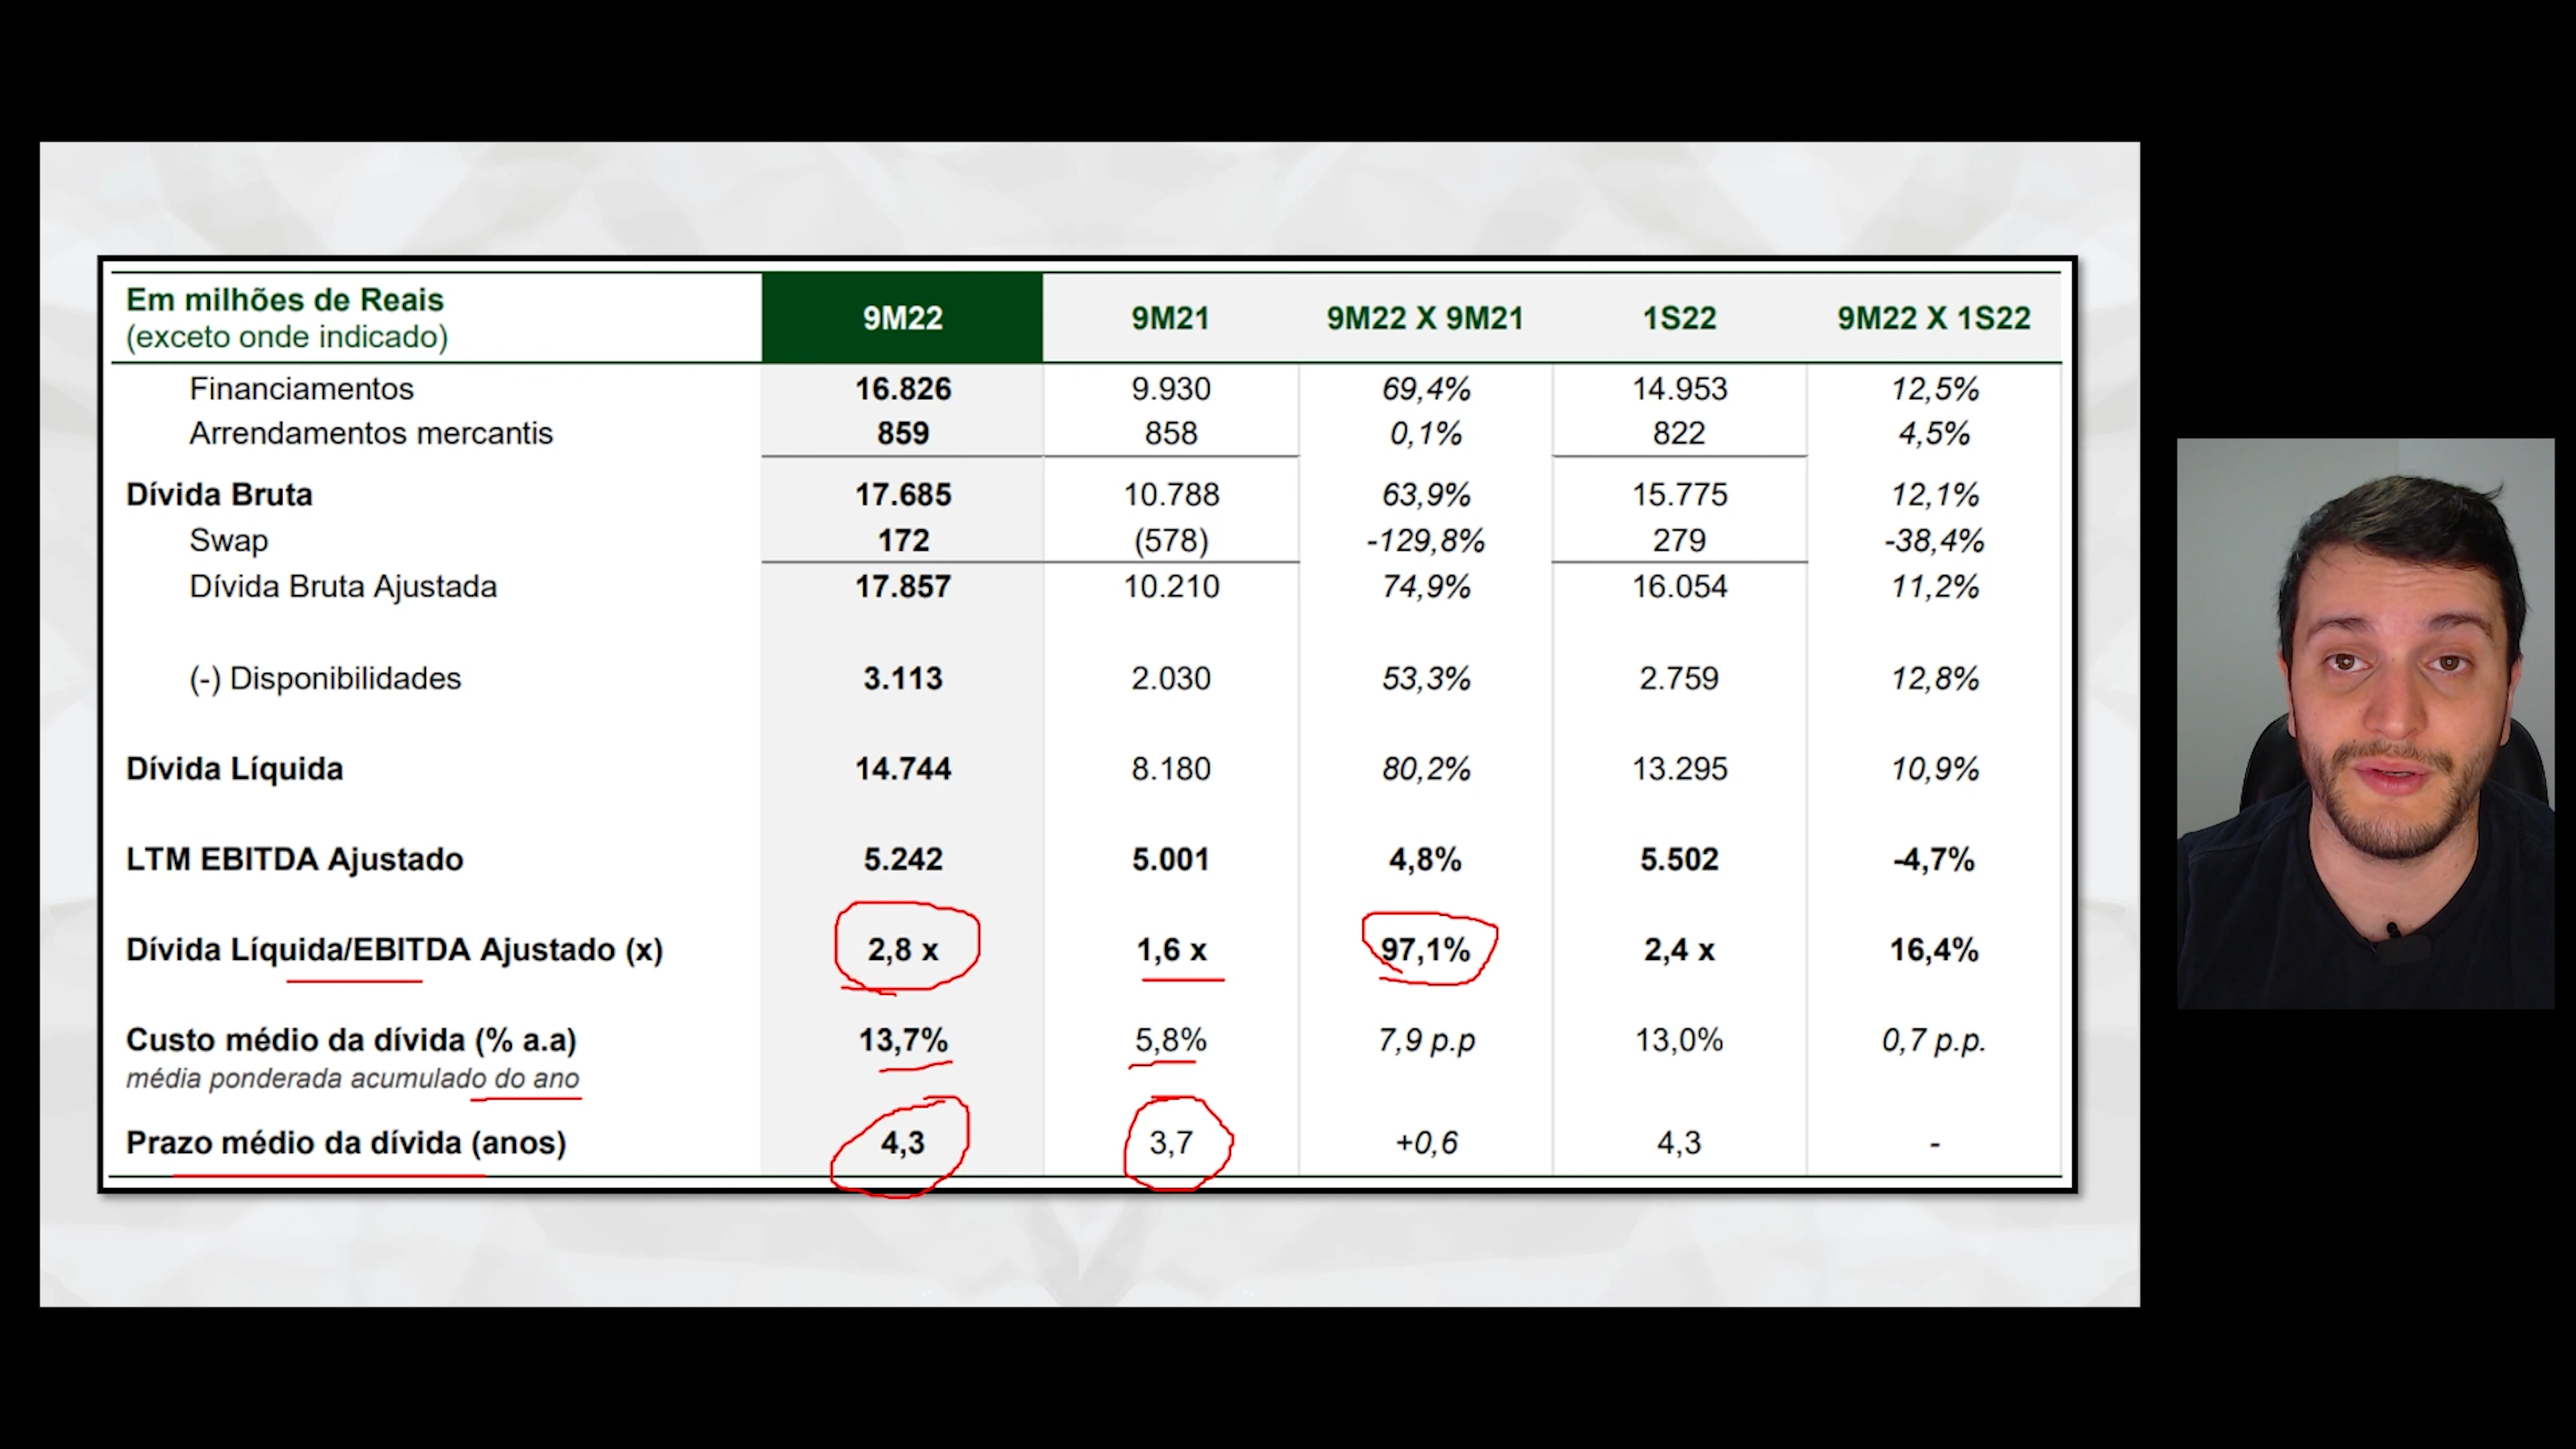 Em milhões de Reais
(exceto onde indicado)
9M22 9M21 9M22 X 9M21 1S22 9M22 X 1S22
Financiamentos 16.826 9.930 69,4% 14.953 12,5%
Arrendamentos mercantis 859 858 0,1% 822 4,5%
Dívida Bruta 17.685 10.788 63,9% 15.775 12,1%
Swap 172 (578) -129,8% 279 -38,4%
Dívida Bruta Ajustada 17.857 10.210 74,9% 16.054 11,2%
(-) Disponibilidades 3.113 2.030 53,3% 2.759 12,8%
Dívida Líquida 14.744 8.180 80,2% 13.295 10,9%
LTM EBITDA Ajustado 5.242 5.001 4,8% 5.502 -4,7%
Dívida Líquida/EBITDA Ajustado (x) 2,8 x 1,6 x 97,1% 2,4 x 16,4%
Custo médio da dívida (% a.a) 13,7% 5,8% 7,9 p.p 13,0% 0,7 p.p.
média ponderada acumulado do ano
Prazo médio da dívida (anos) 4,3 3,7 +0,6 4,3 -